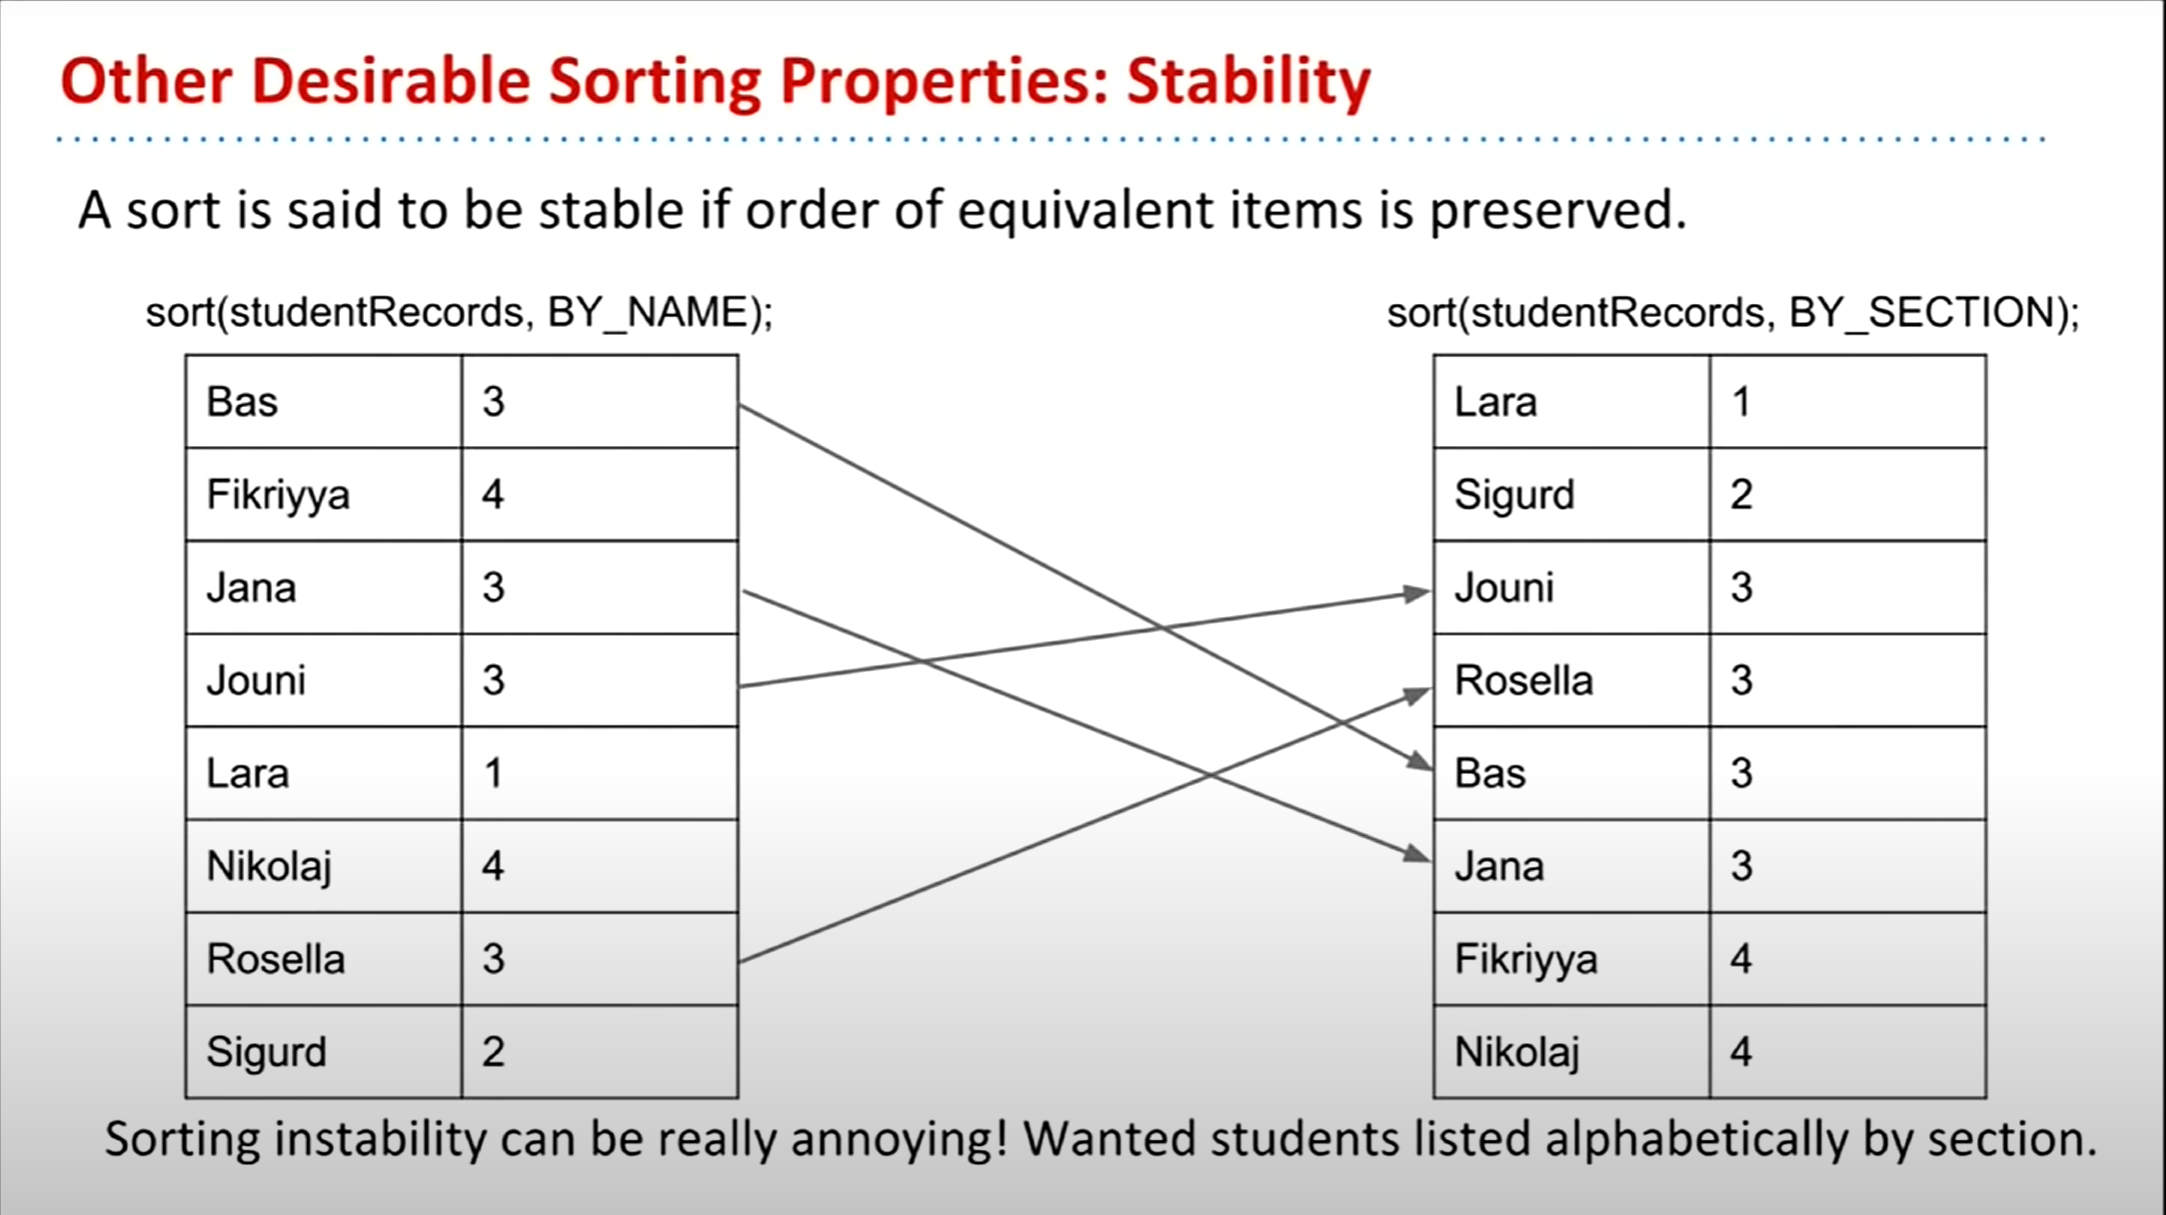 Other Desirable Sorting Properties: Stability
A sort is said to be stable if order of equivalent items is preserved.
sort(studentRecords, BY_NAME);
Bas 3
Fikriyya 4
Jana 3
Jouni 3
Lara 1
Nikolaj 4
Rosella 3
Sigurd 2
sort(studentRecords, BY_SECTION);
Lara 1
Sigurd 2
Jouni 3
Rosella 3
Bas 3
Jana 3
Fikriyya 4
Nikolaj 4
Sorting instability can be really annoying! Wanted students listed alphabetically by section.